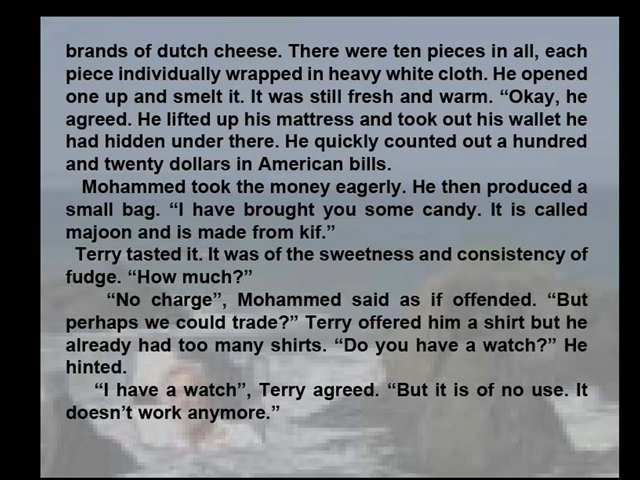 brands of dutch cheese. There were ten pieces in all, each
piece individually wrapped in heavy white cloth. He opened
one up and smelt it. It was still fresh and warm. “Okay, he
agreed. He lifted up his mattress and took out his wallet he
had hidden under there. He quickly counted out a hundred
and twenty dollars in American bills.
Mohammed took the money eagerly. He then produced a
small bag. “I have brought you some candy. It is called
majoon and is made from kif.”
Terry tasted it. It was of the sweetness and consistency of
fudge. “How much?”
“No charge”, Mohammed said as if offended. “But
perhaps we could trade?” Terry offered him a shirt but he
already had too many shirts. “Do you have a watch?” He
hinted.
“I have a watch”, Terry agreed. “But it is of no use. It
doesn’t work anymore.”